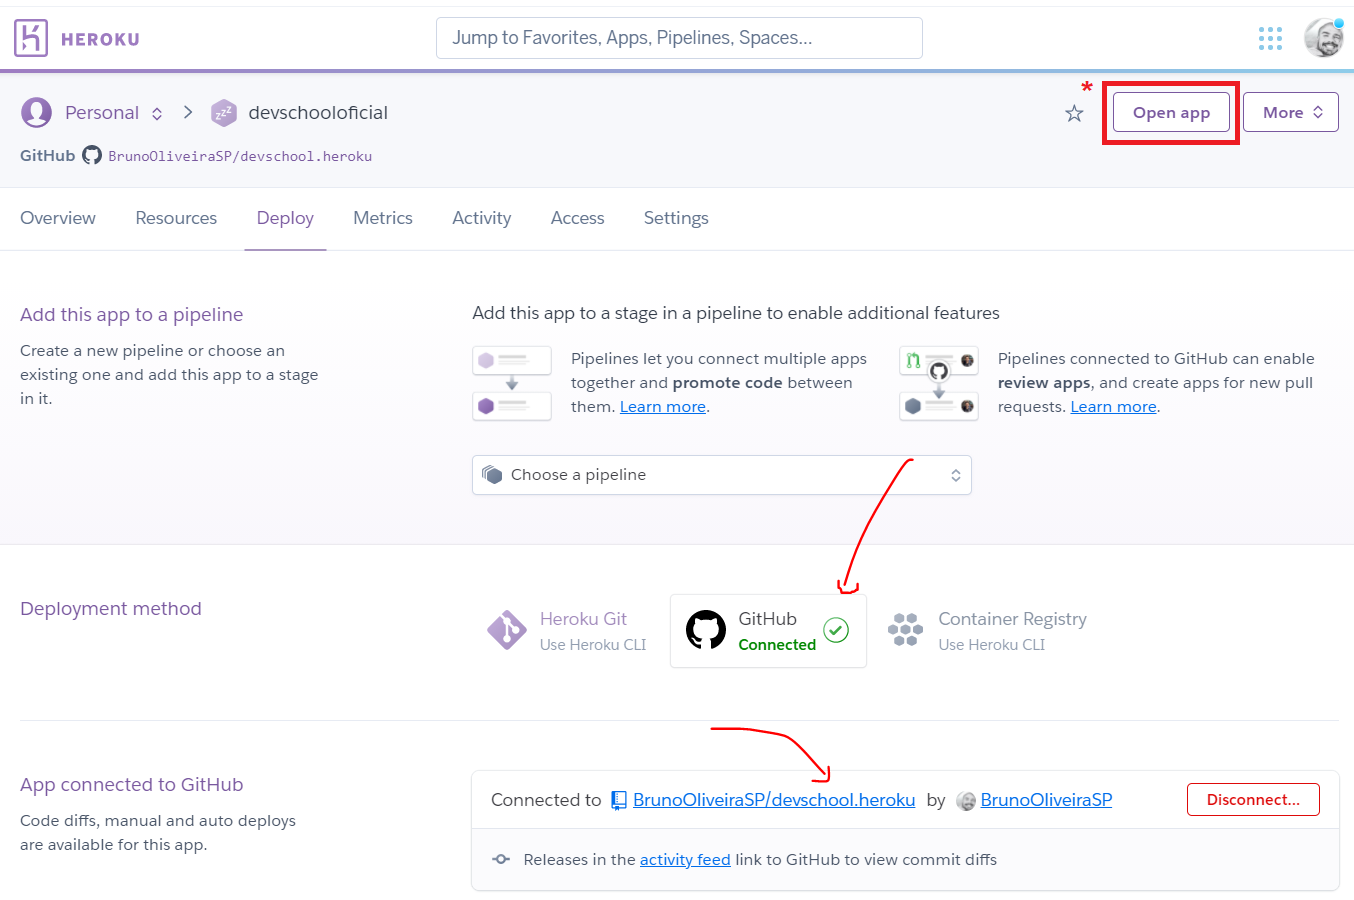 HEROKU
Jump to Favorites, Apps, Pipelines, Spaces...
Personal
zzZ
devschooloficial
*
Open app
More
GitHub BrunoOliveiraSP/devschool.heroku
Overview Resources Deploy Metrics Activity Access Settings
Add this app to a pipeline
Create a new pipeline or choose an
existing one and add this app to a stage
in it.
Add this app to a stage in a pipeline to enable additional features
Pipelines let you connect multiple apps
together and promote code between
them. Learn more.
Pipelines connected to GitHub can enable
review apps, and create apps for new pull
requests. Learn more.
Choose a pipeline
Deployment method
Heroku Git
Use Heroku CLI
GitHub
Connected
Container Registry
Use Heroku CLI
App connected to GitHub
Code diffs, manual and auto deploys
are available for this app.
Connected to BrunoOliveiraSP/devschool.heroku by BrunoOliveiraSP
Disconnect...
Releases in the activity feed link to GitHub to view commit diffs